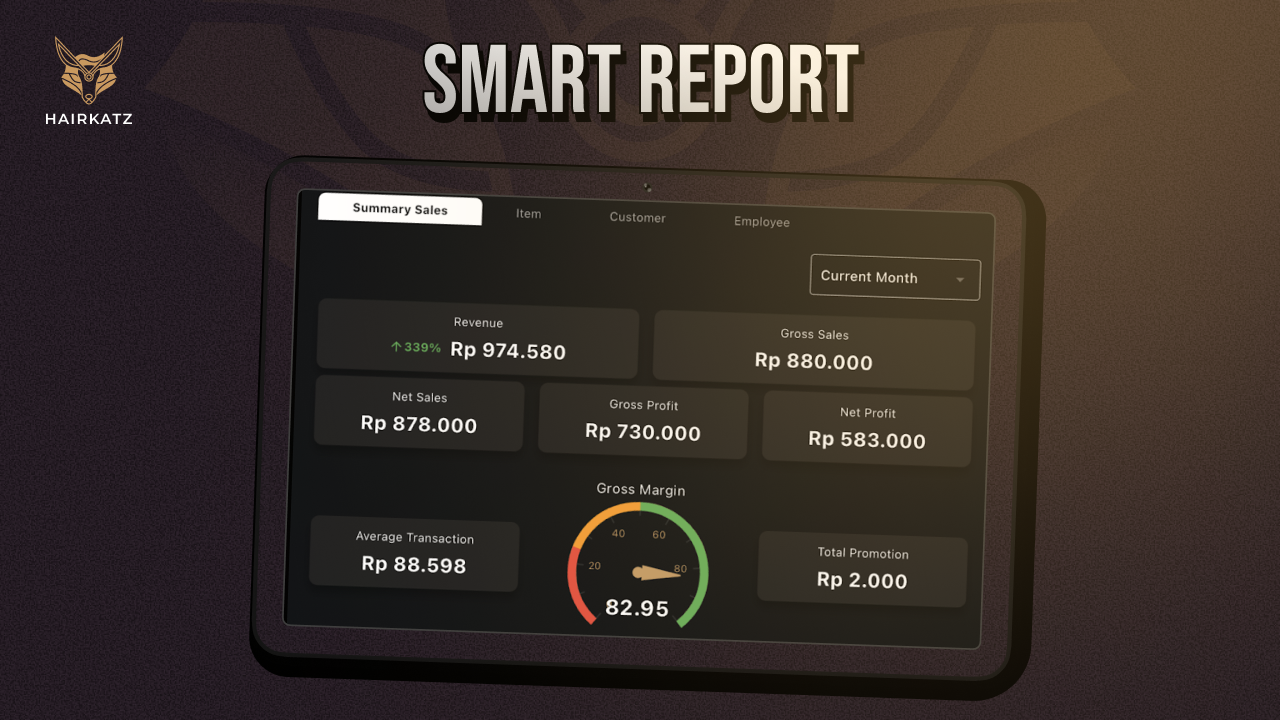 HAIRKATZ
SMART REPORT
Summary Sales Item Customer Employee
Current Month
Revenue
↑339% Rp 974.580
Gross Sales
Rp 880.000
Net Sales
Rp 878.000
Gross Profit
Rp 730.000
Net Profit
Rp 583.000
Average Transaction
Rp 88.598
Gross Margin
20 40 60 80
82.95
Total Promotion
Rp 2.000